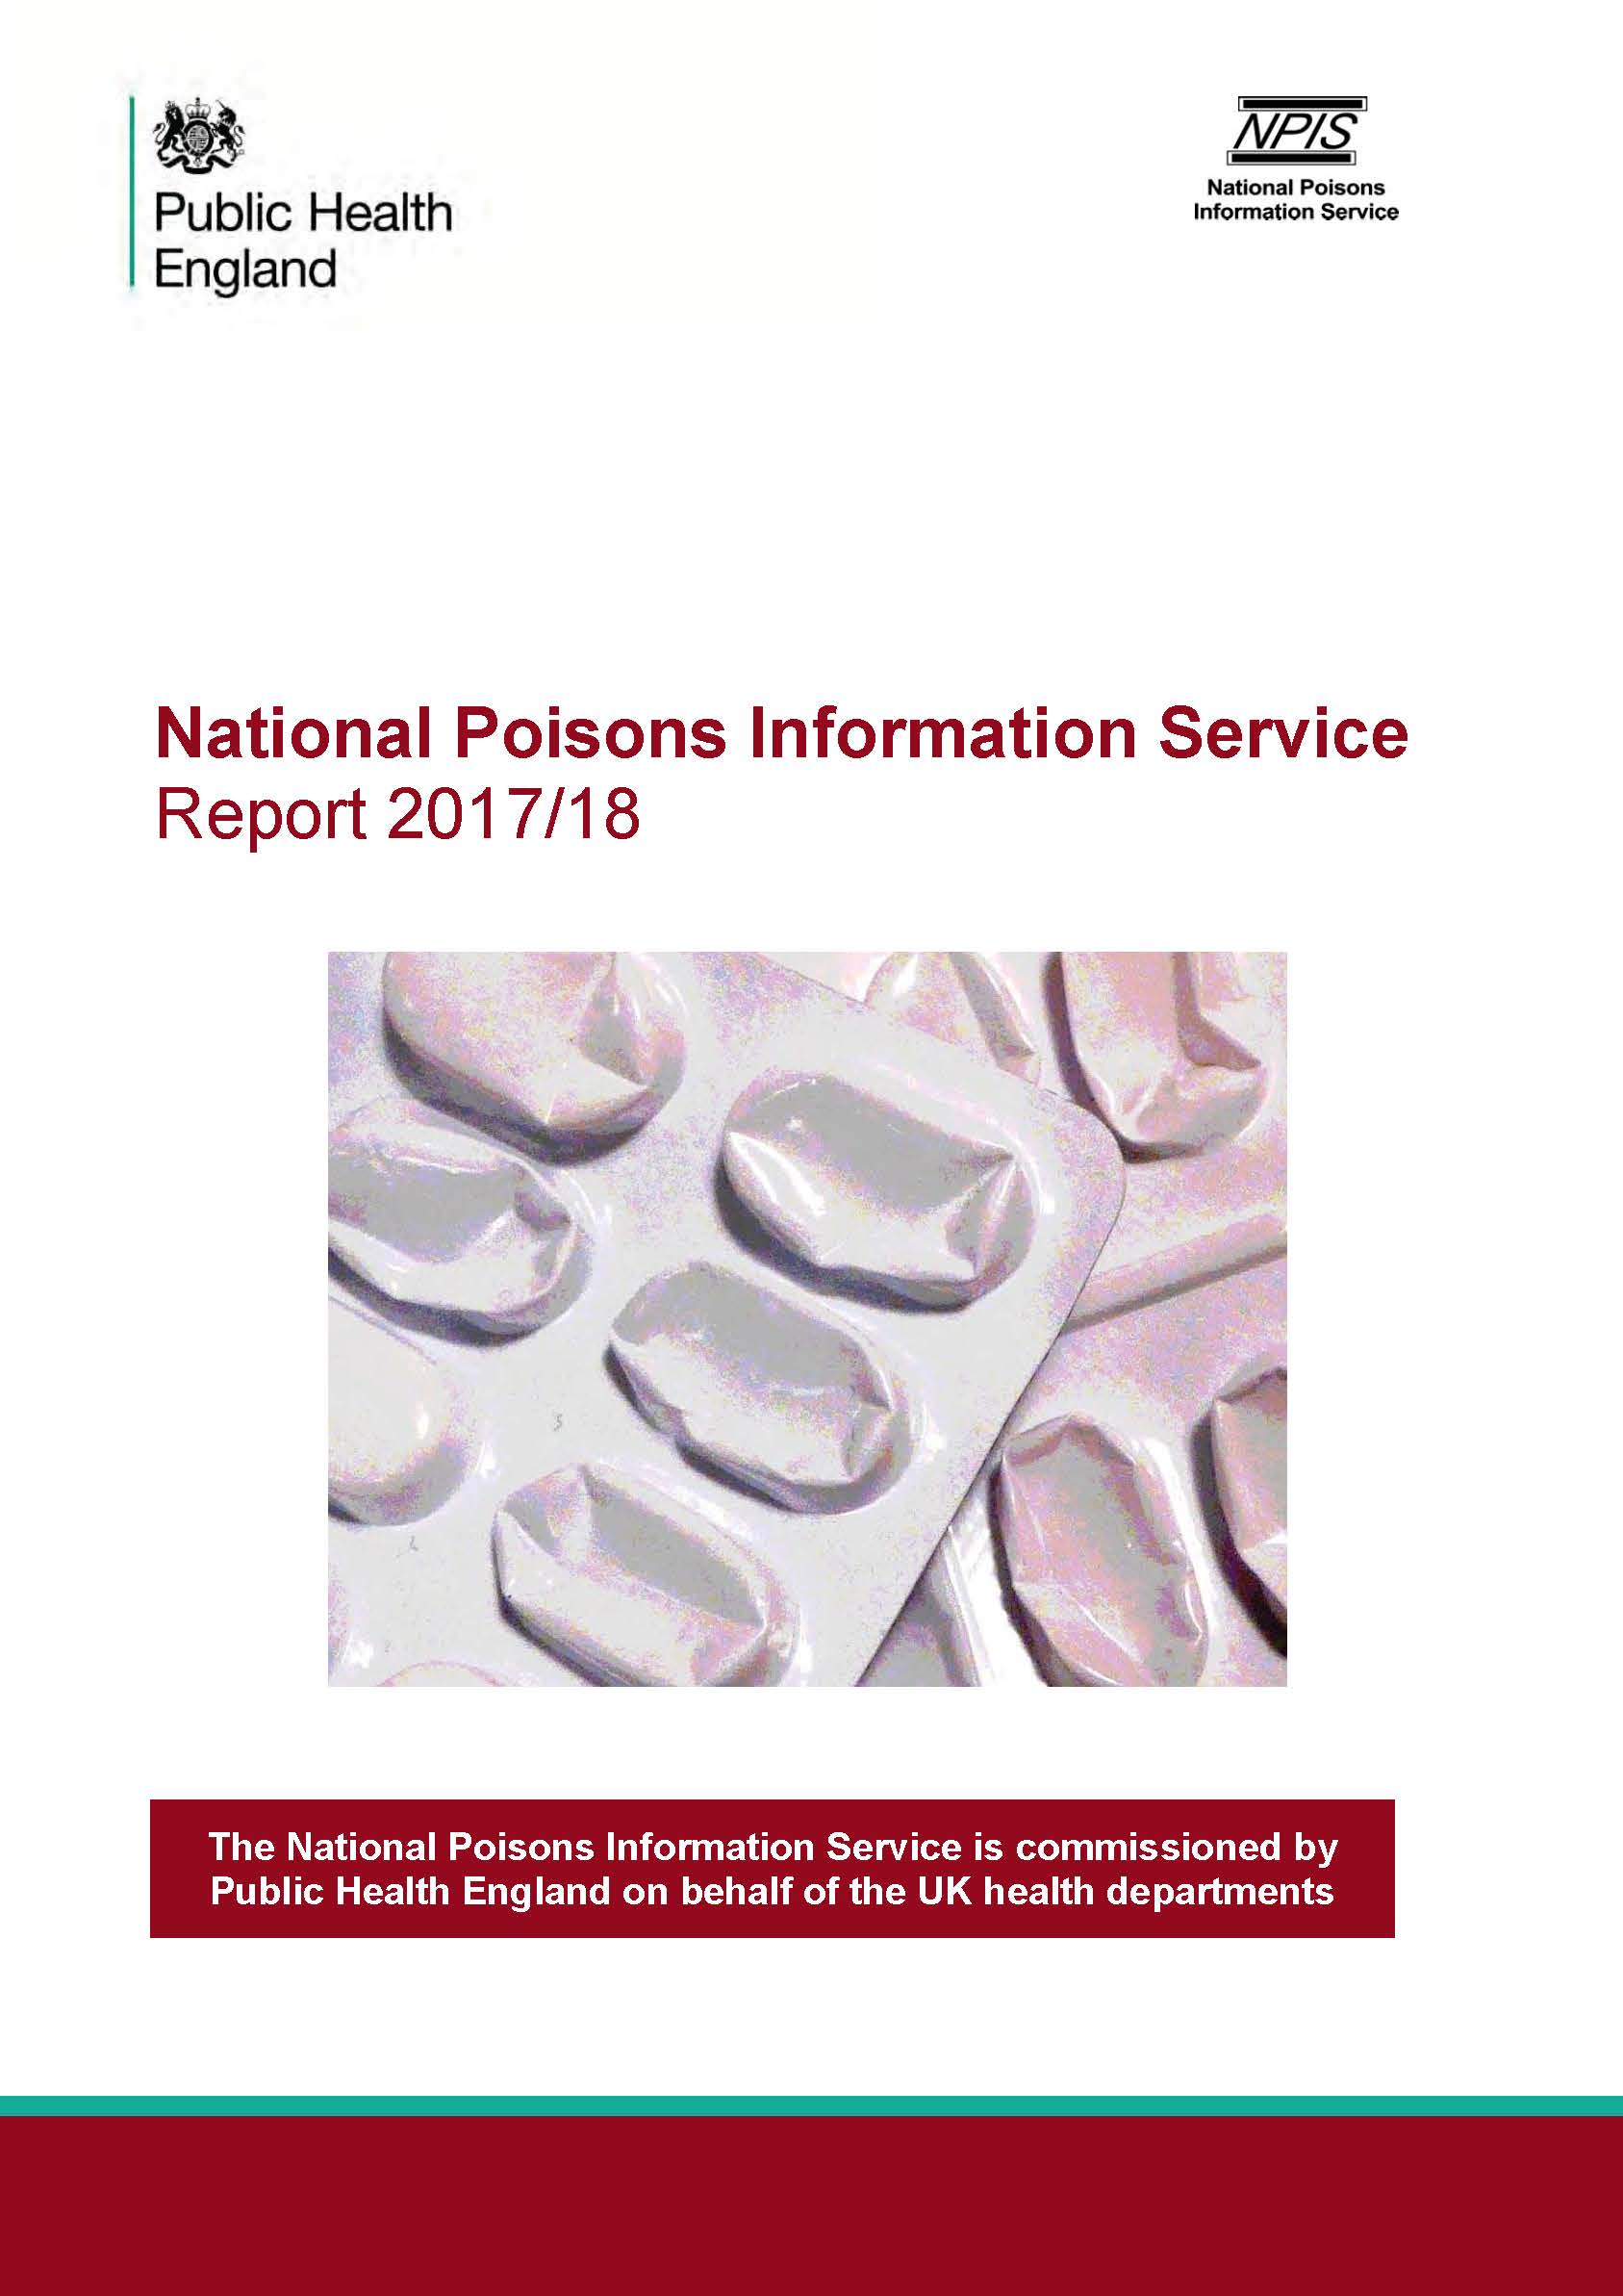 Public Health
England
NPIS
National Poisons
Information Service
National Poisons Information Service
Report 2017/18
The National Poisons Information Service is commissioned by
Public Health England on behalf of the UK health departments